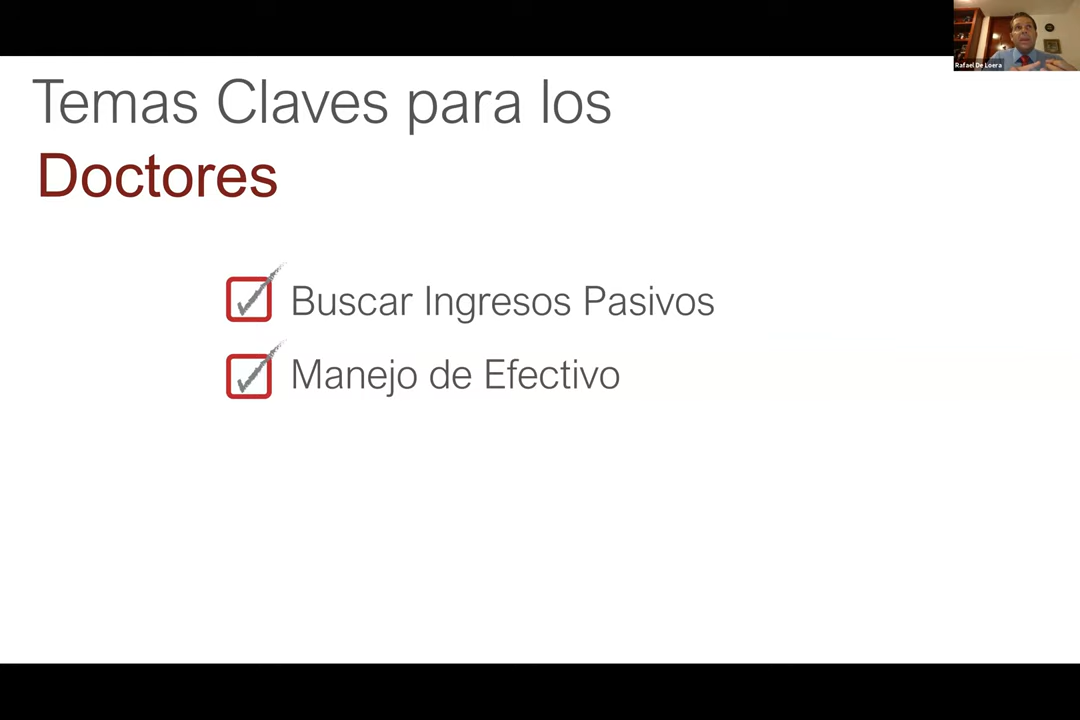 Rafael De Loera
Temas Claves para los
Doctores
Buscar Ingresos Pasivos
Manejo de Efectivo